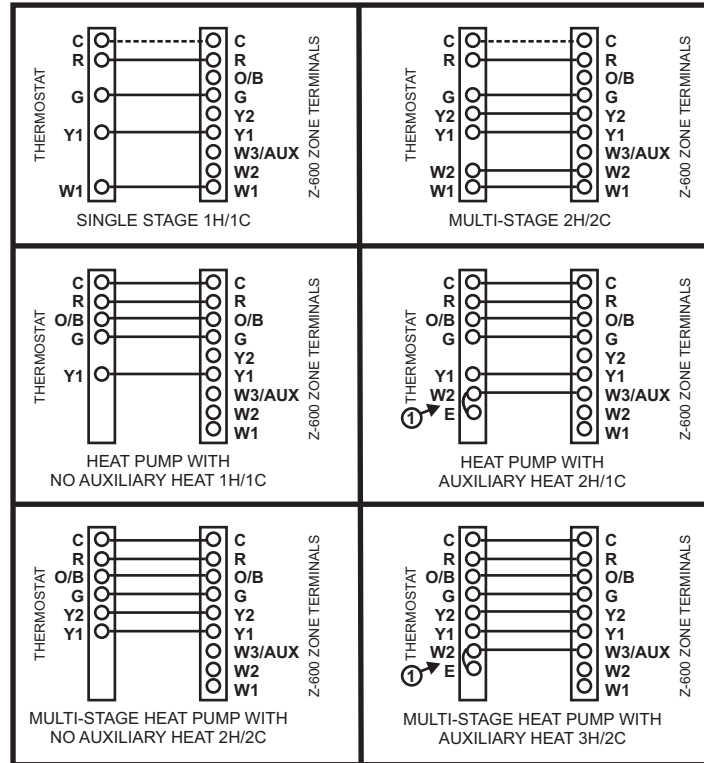 C
R
G
Y1
W1
THERMOSTAT
C
R
O/B
G
Y2
Y1
W3/AUX
W2
W1
Z-600 ZONE TERMINALS
SINGLE STAGE 1H/1C
C
R
G
Y2
Y1
W2
W1
THERMOSTAT
C
R
O/B
G
Y2
Y1
W3/AUX
W2
W1
Z-600 ZONE TERMINALS
MULTI-STAGE 2H/2C
C
R
O/B
G
Y1
THERMOSTAT
C
R
O/B
G
Y2
Y1
W3/AUX
W2
W1
Z-600 ZONE TERMINALS
HEAT PUMP WITH
NO AUXILIARY HEAT 1H/1C
C
R
O/B
G
Y1
W2
E
1
THERMOSTAT
C
R
O/B
G
Y2
Y1
W3/AUX
W2
W1
Z-600 ZONE TERMINALS
HEAT PUMP WITH
AUXILIARY HEAT 2H/1C
C
R
O/B
G
Y2
Y1
THERMOSTAT
C
R
O/B
G
Y2
Y1
W3/AUX
W2
W1
Z-600 ZONE TERMINALS
MULTI-STAGE HEAT PUMP WITH
NO AUXILIARY HEAT 2H/2C
C
R
O/B
G
Y2
Y1
W2
E
1
THERMOSTAT
C
R
O/B
G
Y2
Y1
W3/AUX
W2
W1
Z-600 ZONE TERMINALS
MULTI-STAGE HEAT PUMP WITH
AUXILIARY HEAT 3H/2C